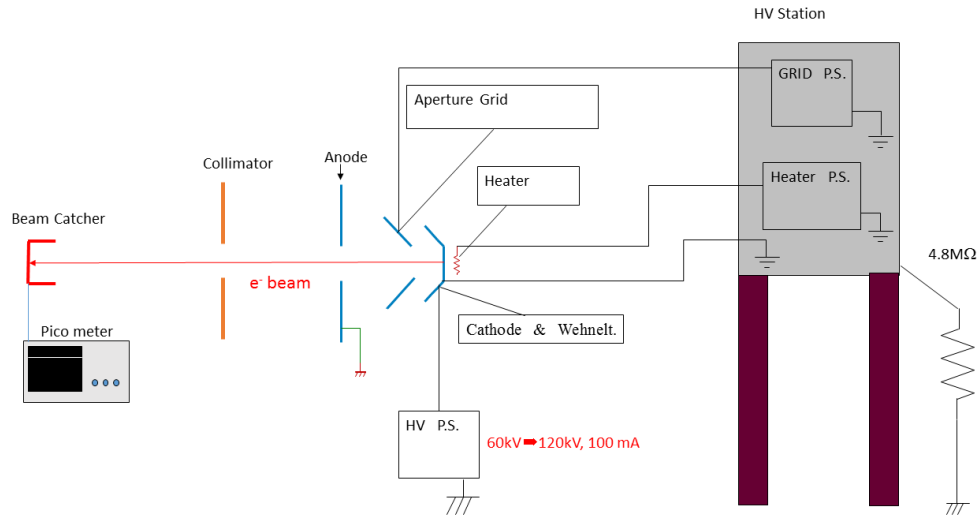 HV Station
GRID P.S.
Aperture Grid
Collimator
Anode
Heater
Heater P.S.
Beam Catcher
4.8MΩ
e- beam
Pico meter
Cathode & Wehnelt.
HV P.S.
60kV ➡ 120kV, 100 mA